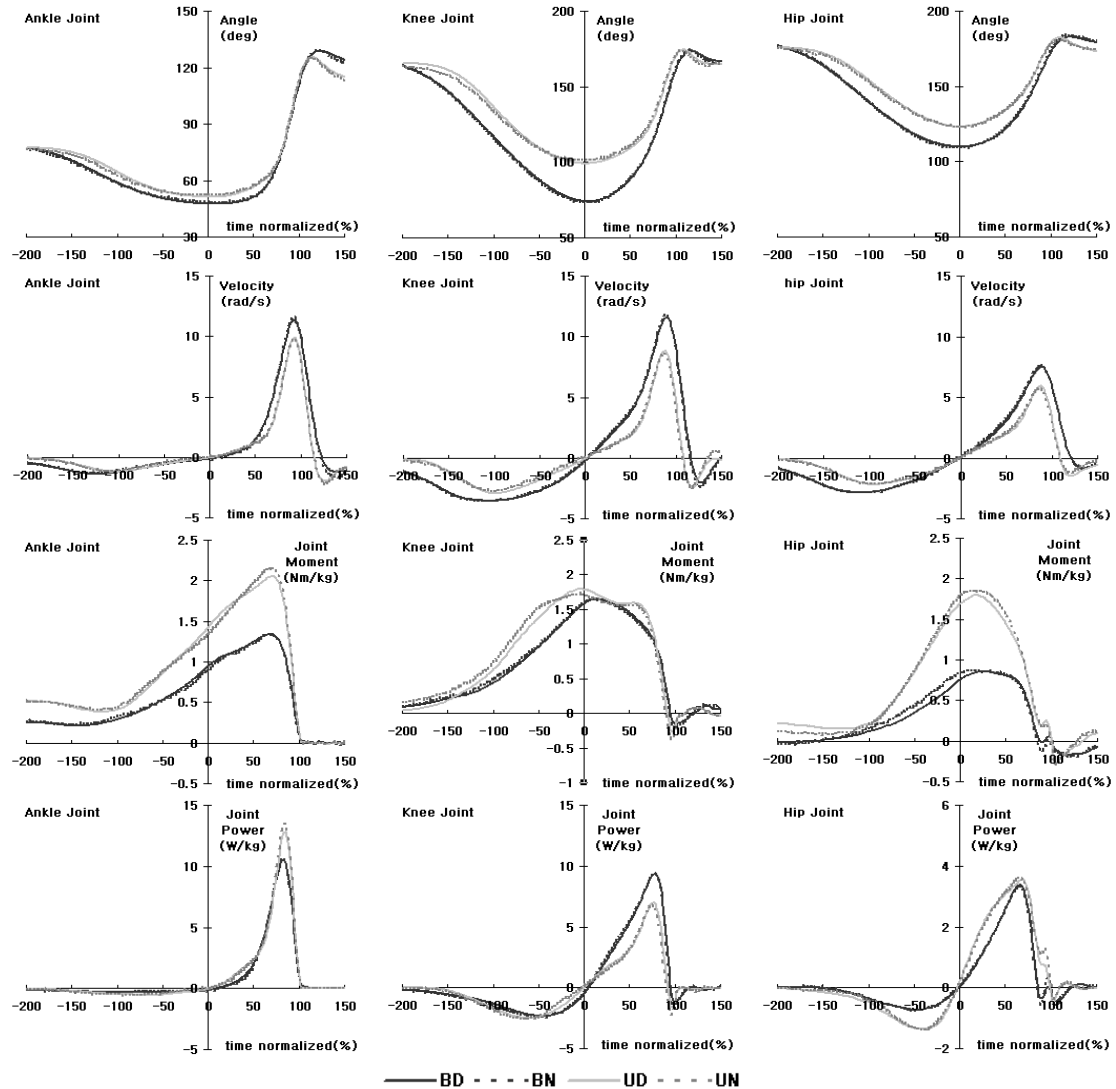 Ankle Joint
150
Angle
(deg)
120
90
60
30
time normalized(%)
-200 -150 -100 -50 0 50 100 150
Knee Joint
200
Angle
(deg)
150
100
50
time normalized(%)
-200 -150 -100 -50 0 50 100 150
Hip Joint
200
Angle
(deg)
150
100
50
time normalized(%)
-200 -150 -100 -50 0 50 100 150
Ankle Joint
15
Velocity
(rad/s)
10
5
0
-200 -150 -100 -50 0 50 100 150
-5
time normalized(%)
Knee Joint
15
Velocity
(rad/s)
10
5
0
-200 -150 -100 -50 0 50 100 150
-5
time normalized(%)
hip Joint
15
Velocity
(rad/s)
10
5
0
-200 -150 -100 -50 0 50 100 150
-5
time normalized(%)
Ankle Joint
2.5
Joint
Moment
(Nm/kg)
2
1.5
1
0.5
0
-200 -150 -100 -50 0 50 100 150
-0.5
time normalized(%)
Knee Joint
2.5
Joint
Moment
(Nm/kg)
2
1.5
1
0.5
0
-200 -150 -100 -50 0 50 100 150
-0.5
-1
time normalized(%)
Hip Joint
2.5
Joint
Moment
(Nm/kg)
2
1.5
1
0.5
0
-200 -150 -100 -50 0 50 100 150
-0.5
time normalized(%)
Ankle Joint
15
Joint
Power
(W/kg)
10
5
0
-200 -150 -100 -50 0 50 100 150
-5
time normalized(%)
Knee Joint
15
Joint
Power
(W/kg)
10
5
0
-200 -150 -100 -50 0 50 100 150
-5
time normalized(%)
Hip Joint
6
Joint
Power
(W/kg)
4
2
0
-200 -150 -100 -50 0 50 100 150
-2
time normalized(%)
BD BN UD UN